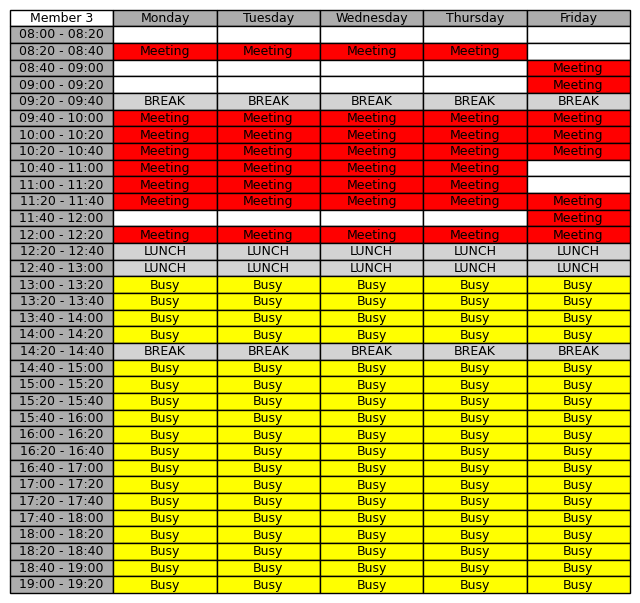 Member 3 Monday Tuesday Wednesday Thursday Friday
08:00 - 08:20
08:20 - 08:40 Meeting Meeting Meeting Meeting
08:40 - 09:00 Meeting
09:00 - 09:20 Meeting
09:20 - 09:40 BREAK BREAK BREAK BREAK BREAK
09:40 - 10:00 Meeting Meeting Meeting Meeting Meeting
10:00 - 10:20 Meeting Meeting Meeting Meeting Meeting
10:20 - 10:40 Meeting Meeting Meeting Meeting Meeting
10:40 - 11:00 Meeting Meeting Meeting Meeting
11:00 - 11:20 Meeting Meeting Meeting Meeting
11:20 - 11:40 Meeting Meeting Meeting Meeting Meeting
11:40 - 12:00 Meeting
12:00 - 12:20 Meeting Meeting Meeting Meeting Meeting
12:20 - 12:40 LUNCH LUNCH LUNCH LUNCH LUNCH
12:40 - 13:00 LUNCH LUNCH LUNCH LUNCH LUNCH
13:00 - 13:20 Busy Busy Busy Busy Busy
13:20 - 13:40 Busy Busy Busy Busy Busy
13:40 - 14:00 Busy Busy Busy Busy Busy
14:00 - 14:20 Busy Busy Busy Busy Busy
14:20 - 14:40 BREAK BREAK BREAK BREAK BREAK
14:40 - 15:00 Busy Busy Busy Busy Busy
15:00 - 15:20 Busy Busy Busy Busy Busy
15:20 - 15:40 Busy Busy Busy Busy Busy
15:40 - 16:00 Busy Busy Busy Busy Busy
16:00 - 16:20 Busy Busy Busy Busy Busy
16:20 - 16:40 Busy Busy Busy Busy Busy
16:40 - 17:00 Busy Busy Busy Busy Busy
17:00 - 17:20 Busy Busy Busy Busy Busy
17:20 - 17:40 Busy Busy Busy Busy Busy
17:40 - 18:00 Busy Busy Busy Busy Busy
18:00 - 18:20 Busy Busy Busy Busy Busy
18:20 - 18:40 Busy Busy Busy Busy Busy
18:40 - 19:00 Busy Busy Busy Busy Busy
19:00 - 19:20 Busy Busy Busy Busy Busy